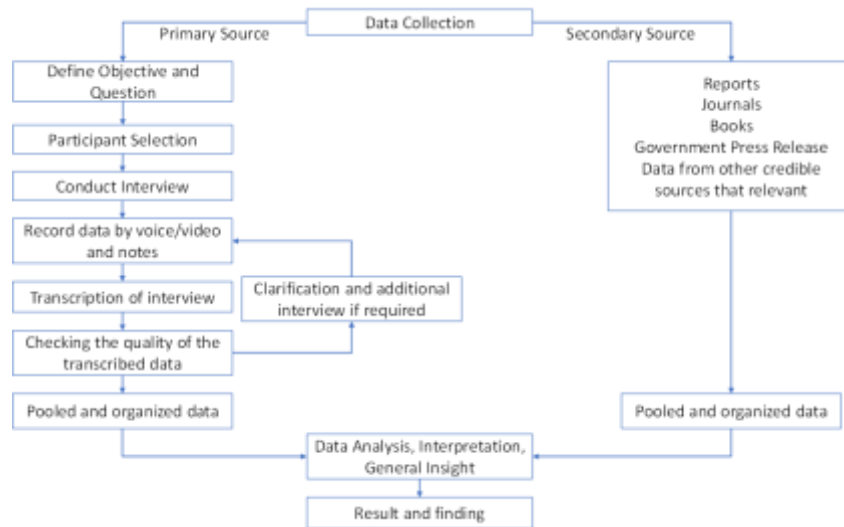 Data Collection
Primary Source
Secondary Source
Define Objective and
Question
Participant Selection
Conduct Interview
Record data by voice/video
and notes
Transcription of interview
Checking the quality of the
transcribed data
Pooled and organized data
Clarification and additional
interview if required
Reports
Journals
Books
Government Press Release
Data from other credible
sources that relevant
Pooled and organized data
Data Analysis, Interpretation,
General Insight
Result and finding